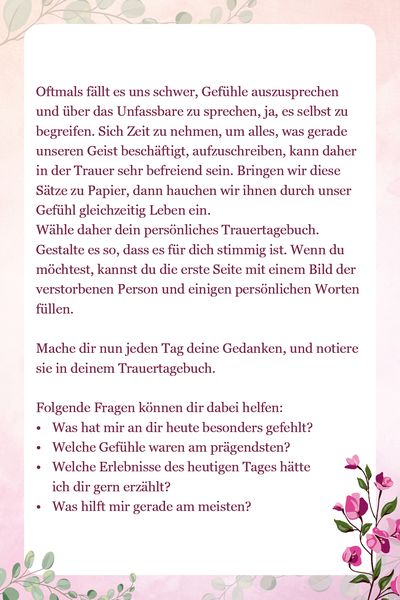 Oftmals fällt es uns schwer, Gefühle auszusprechen
und über das Unfassbare zu sprechen, ja, es selbst zu
begreifen. Sich Zeit zu nehmen, um alles, was gerade
unseren Geist beschäftigt, aufzuschreiben, kann daher
in der Trauer sehr befreiend sein. Bringen wir diese
Sätze zu Papier, dann hauchen wir ihnen durch unser
Gefühl gleichzeitig Leben ein.
Wähle daher dein persönliches Trauertagebuch.
Gestalte es so, dass es für dich stimmig ist. Wenn du
möchtest, kannst du die erste Seite mit einem Bild der
verstorbenen Person und einigen persönlichen Worten
füllen.

Mache dir nun jeden Tag deine Gedanken, und notiere
sie in deinem Trauertagebuch.

Folgende Fragen können dir dabei helfen:
• Was hat mir an dir heute besonders gefehlt?
• Welche Gefühle waren am prägendsten?
• Welche Erlebnisse des heutigen Tages hätte
ich dir gern erzählt?
• Was hilft mir gerade am meisten?